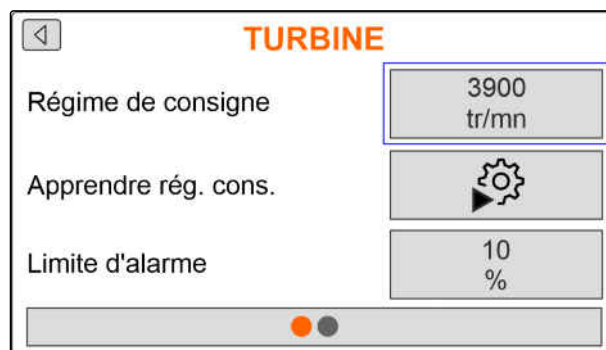 TURBINE
Régime de consigne
3900
tr/mn
Apprendre rég. cons.
Limite d'alarme
10
%